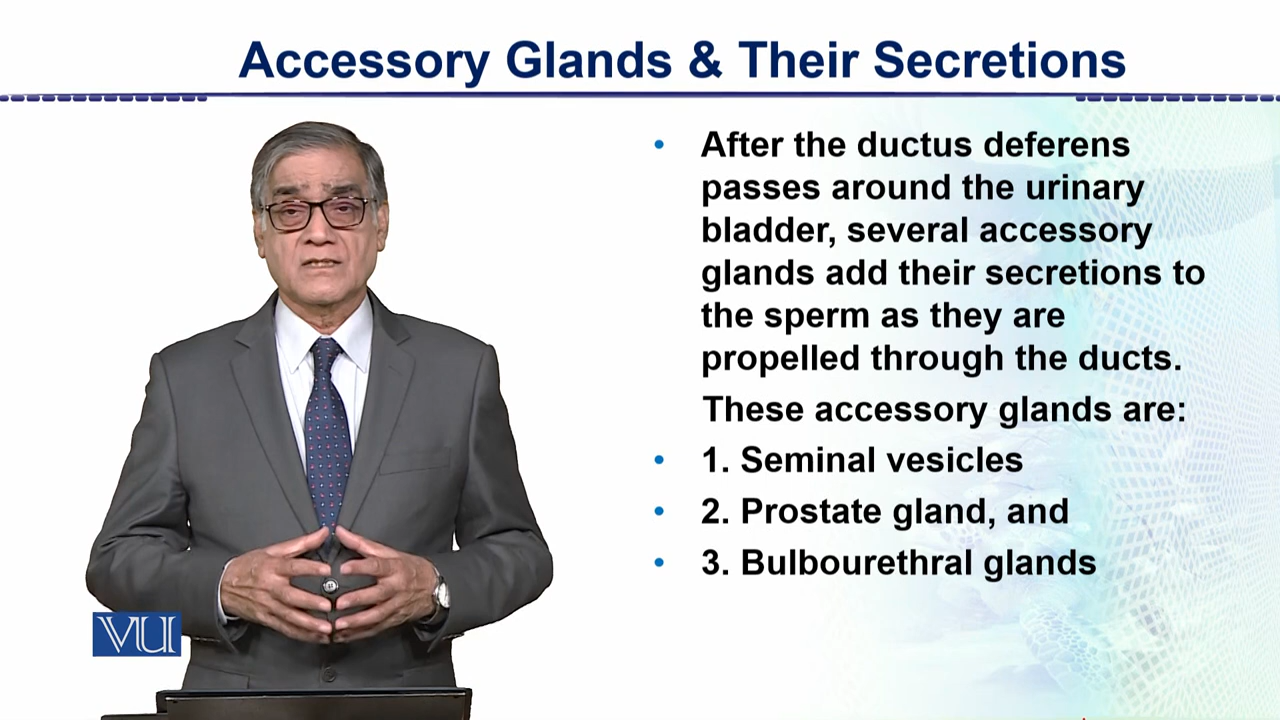 Accessory Glands & Their Secretions
• After the ductus deferens
passes around the urinary
bladder, several accessory
glands add their secretions to
the sperm as they are
propelled through the ducts.
These accessory glands are:
• 1. Seminal vesicles
• 2. Prostate gland, and
• 3. Bulbourethral glands
VU